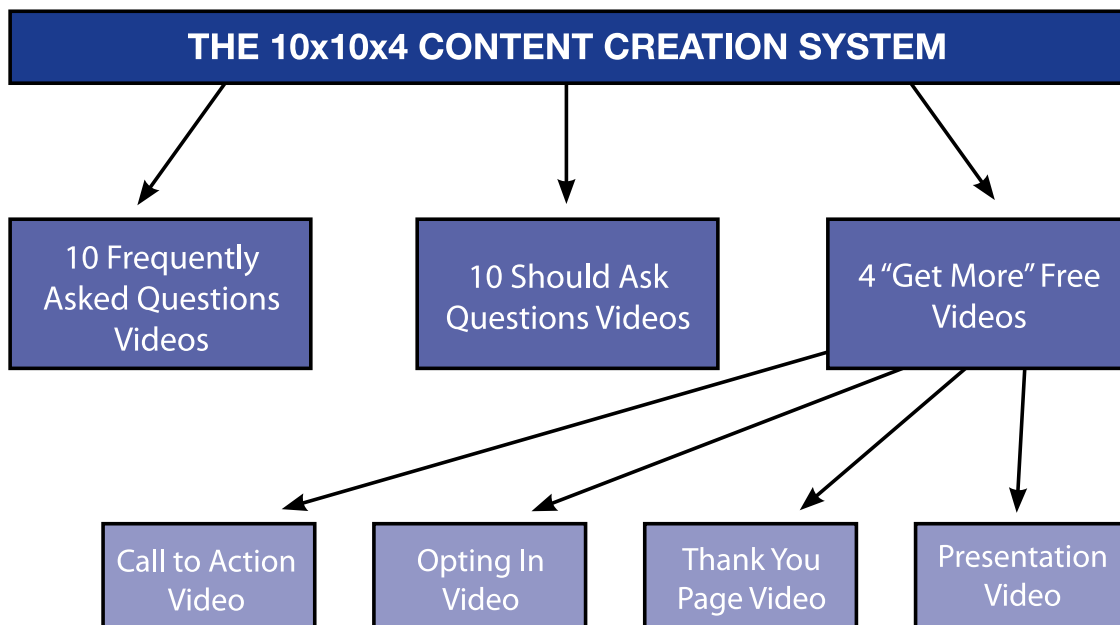 THE 10x10x4 CONTENT CREATION SYSTEM
10 Frequently
Asked Questions
Videos
10 Should Ask
Questions Videos
4 “Get More” Free
Videos
Call to Action
Video
Opting In
Video
Thank You
Page Video
Presentation
Video